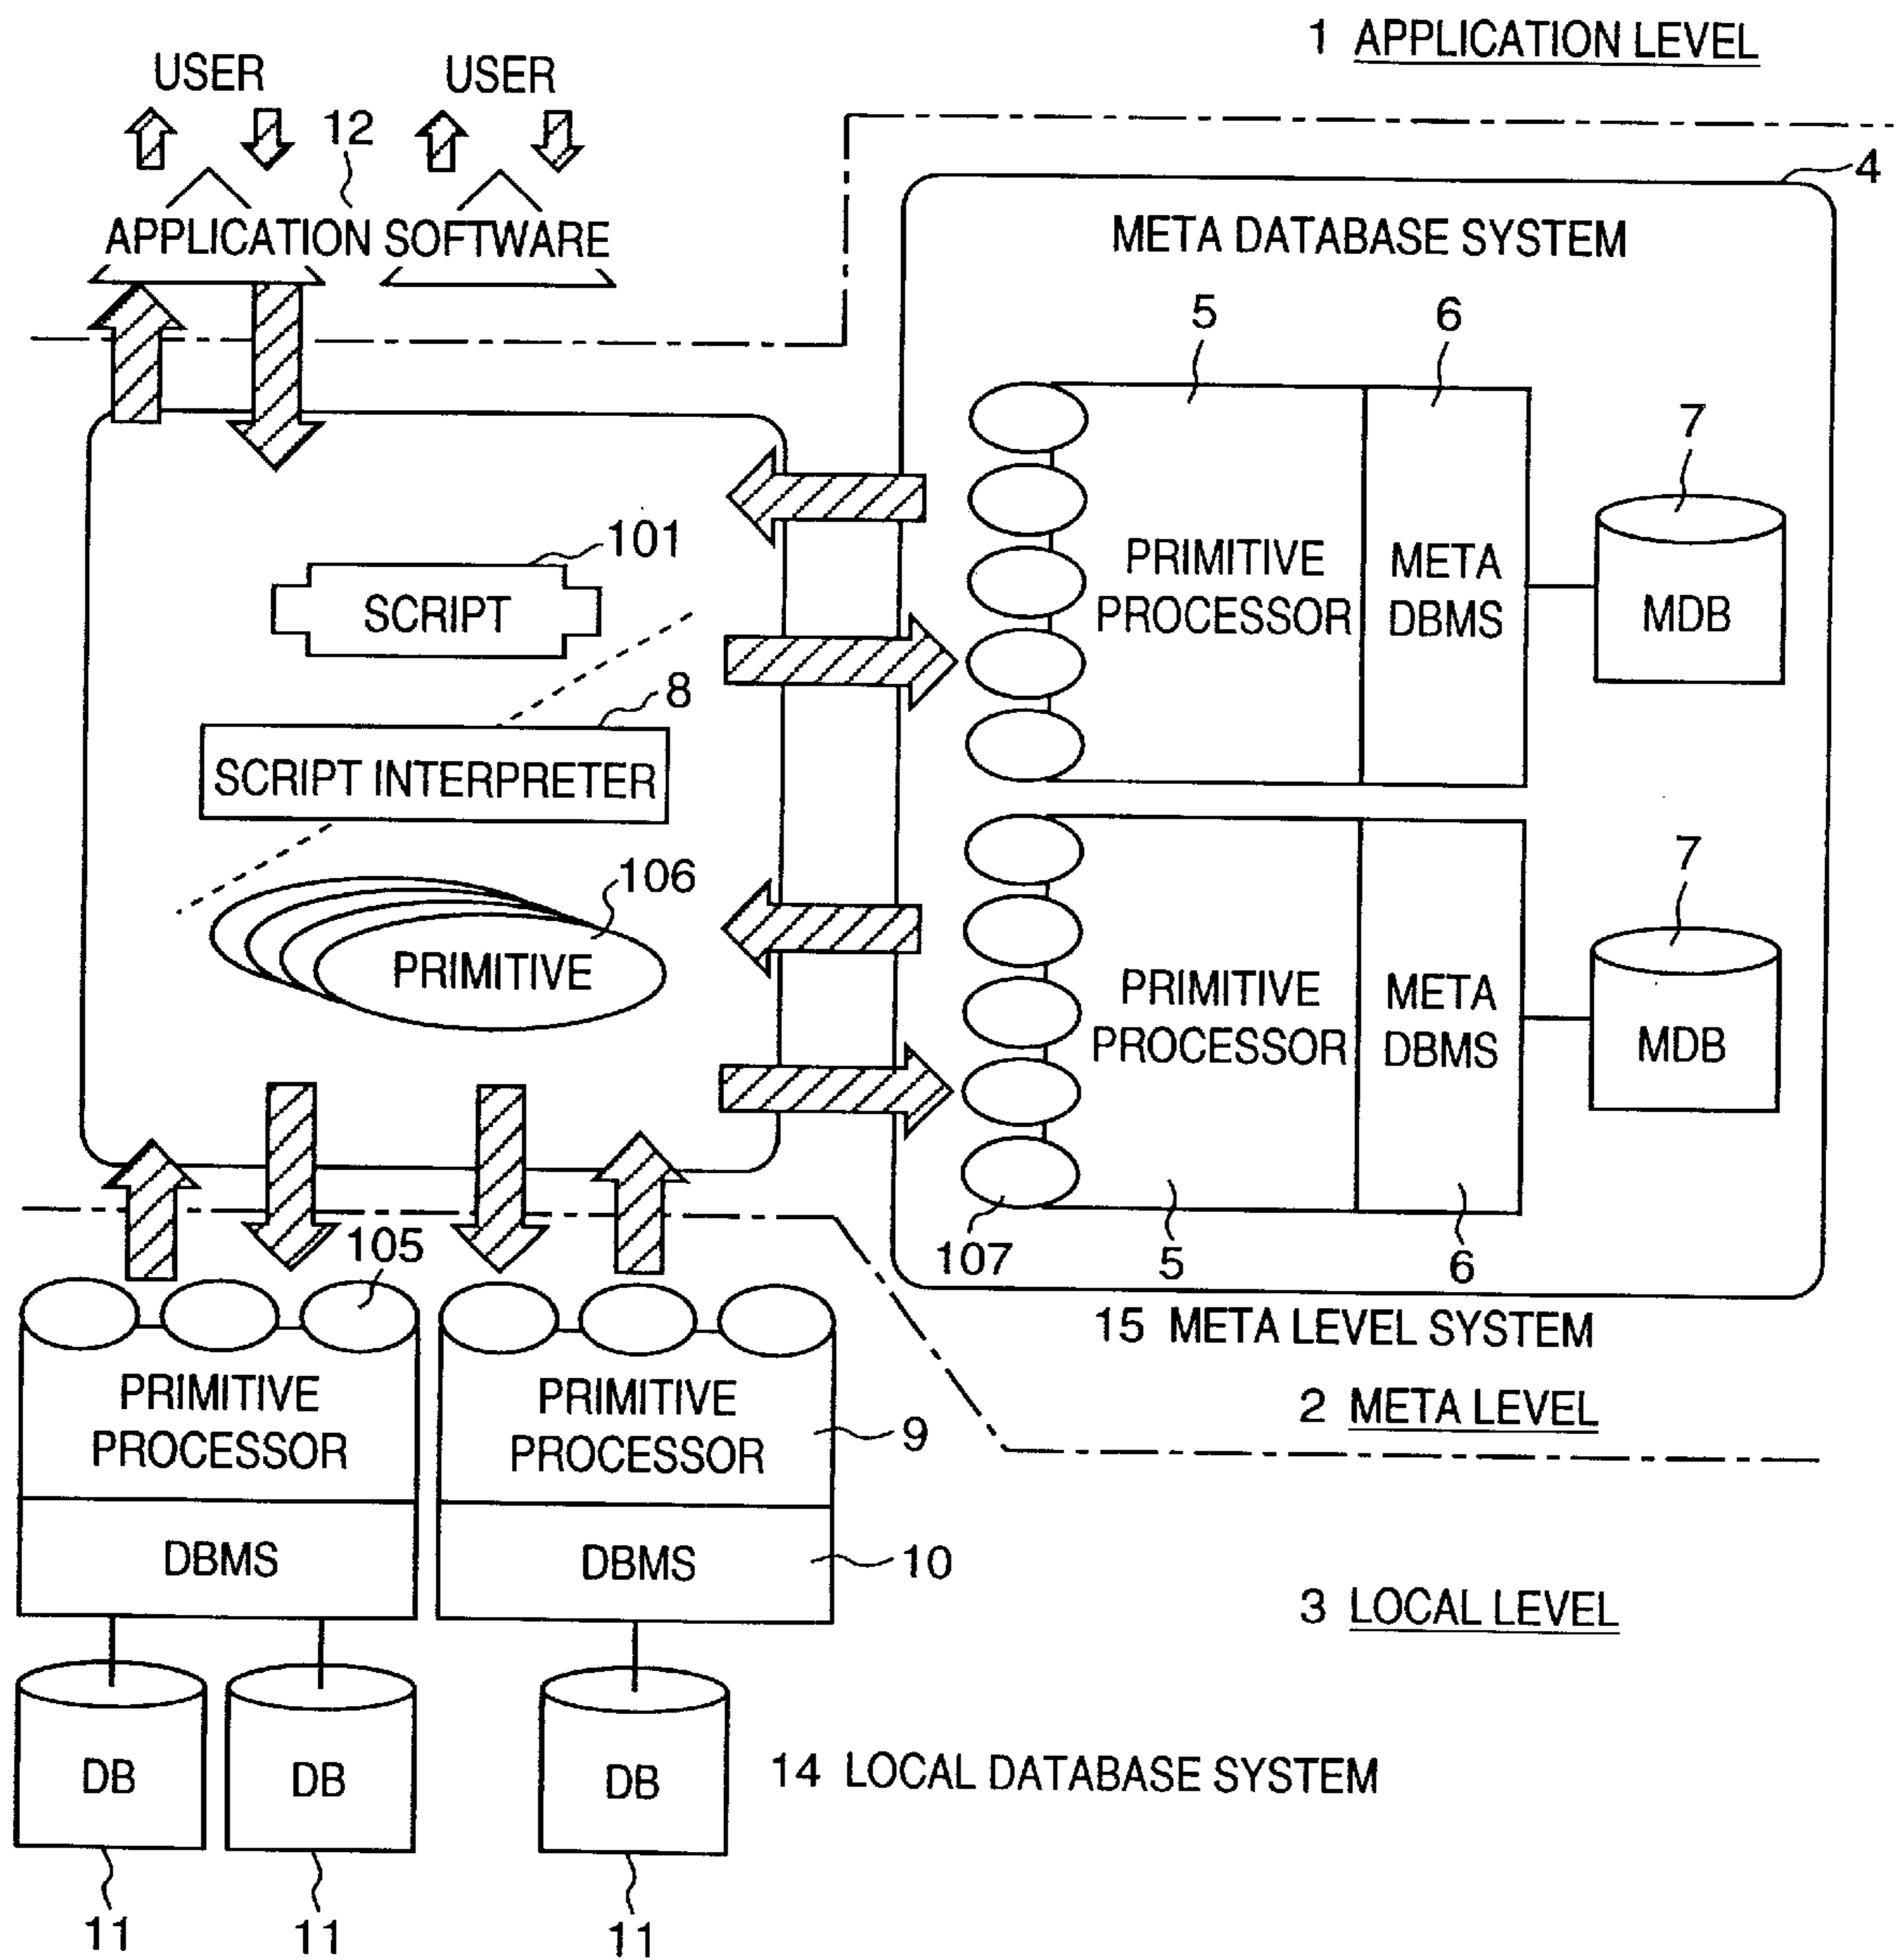 1 APPLICATION LEVEL
USER USER
12
APPLICATION SOFTWARE
4
META DATABASE SYSTEM
5 6
7
101
SCRIPT
PRIMITIVE
PROCESSOR
META
DBMS
MDB
8
SCRIPT INTERPRETER
106
PRIMITIVE
7
PRIMITIVE
PROCESSOR
META
DBMS
MDB
107 5 6
105
15 META LEVEL SYSTEM
PRIMITIVE
PROCESSOR
PRIMITIVE
PROCESSOR
9
2 META LEVEL
DBMS
DBMS
10
3 LOCAL LEVEL
DB
DB
DB
14 LOCAL DATABASE SYSTEM
11 11 11